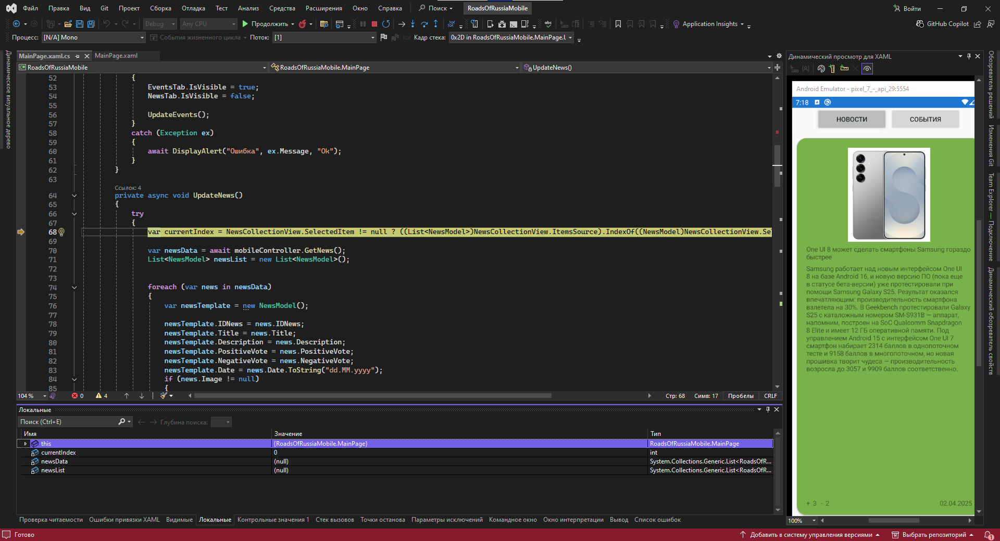 Файл Правка Вид Git Проект Сборка Отладка Тест Анализ Средства Расширения Окно Справка Поиск RoadsOfRussiaMobile Войти
Debug Any CPU Продолжить Application Insights GitHub Copilot
Процесс: [N/A] Mono События жизненного цикла Поток: [1] Кадр стека: 0x2D in RoadsOfRussiaMobile.MainPage.U
MainPage.xaml.cs MainPage.xaml
RoadsOfRussiaMobile RoadsOfRussiaMobile.MainPage UpdateNews()
Динамическое визуальное дерево
52 {
53 EventsTab.IsVisible = true;
54 NewsTab.IsVisible = false;
55
56 UpdateEvents();
57 }
58 catch (Exception ex)
59 {
60 await DisplayAlert("Ошибка", ex.Message, "Ok");
61 }
62 }
63
Ссылок: 4
64 private async void UpdateNews()
65 {
66 try
67 {
68 var currentIndex = NewsCollectionView.SelectedItem != null ? ((List<NewsModel>)NewsCollectionView.ItemsSource).IndexOf((NewsModel)NewsCollectionView.Se
69
70 var newsData = await mobileController.GetNews();
71 List<NewsModel> newsList = new List<NewsModel>();
72
73
74 foreach (var news in newsData)
75 {
76 var newsTemplate = new NewsModel();
77
78 newsTemplate.IDNews = news.IDNews;
79 newsTemplate.Title = news.Title;
80 newsTemplate.Description = news.Description;
81 newsTemplate.PositiveVote = news.PositiveVote;
82 newsTemplate.NegativeVote = news.NegativeVote;
83 newsTemplate.Date = news.Date.ToString("dd.MM.yyyy");
84 if (news.Image != null)
85 {
104 % 0 4 Стр: 68 Симв: 17 Пробелы CRLF
Локальные
Поиск (Ctrl+E) Глубина поиска:
Имя Значение Тип
this {RoadsOfRussiaMobile.MainPage} RoadsOfRussiaMobile.MainPage
currentIndex 0 int
newsData (null) System.Collections.Generic.List<RoadsOfR...
newsList (null) System.Collections.Generic.List<RoadsOfR...
Проверка читаемости Ошибки привязки XAML Видимые Локальные Контрольные значения 1 Стек вызовов Точки останова Параметры исключений Командное окно Окно интерпретации Вывод Список ошибок
Динамический просмотр для XAML
Android Emulator - pixel_7_-_api_29:5554
7:18
НОВОСТИ СОБЫТИЯ
One UI 8 может сделать смартфоны Samsung гораздо
быстрее
Samsung работает над новым интерфейсом One UI
8 на базе Android 16, и новую версию ПО (пока еще
в статусе бета-версии) уже протестировали при
помощи Samsung Galaxy S25. Результат оказался
впечатляющим: производительность смартфона
взлетела на 30%. В Geekbench протестировали Galaxy
S25 с каталожным номером SM-S931B — аппарат,
напомним, построен на SoC Qualcomm Snapdragon
8 Elite и имеет 12 ГБ оперативной памяти. Под
управлением Android 15 с интерфейсом One UI 7
смартфон набирает 2314 баллов в однопоточном
тесте и 9158 баллов в многопоточном, но новая
прошивка творит чудеса — производительность
возросла до 3057 и 9909 баллов соответственно.
+ 3 - 2 02.04.2025
100%
Обозреватель решений
Изменения Git
Team Explorer — Подключение
Динамический обозреватель свойств
Готово Добавить в систему управления версиями Выбрать репозиторий 1